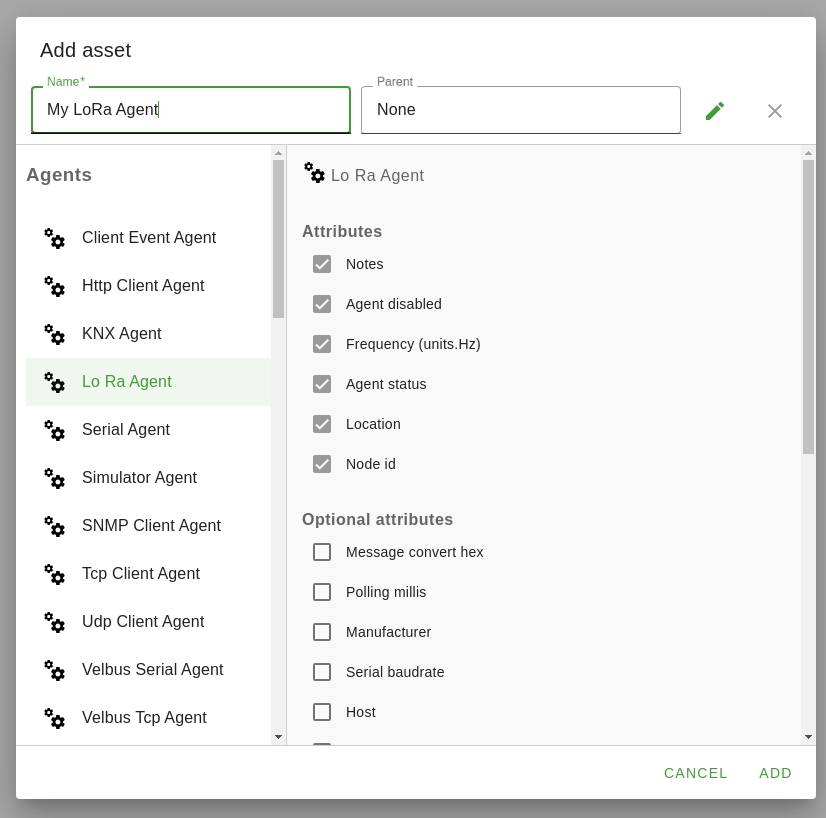 Add asset
Name*
My LoRa Agent
Parent
None
Agents
Client Event Agent
Http Client Agent
KNX Agent
Lo Ra Agent
Serial Agent
Simulator Agent
SNMP Client Agent
Tcp Client Agent
Udp Client Agent
Velbus Serial Agent
Velbus Tcp Agent
Lo Ra Agent
Attributes
Notes
Agent disabled
Frequency (units.Hz)
Agent status
Location
Node id
Optional attributes
Message convert hex
Polling millis
Manufacturer
Serial baudrate
Host
CANCEL
ADD